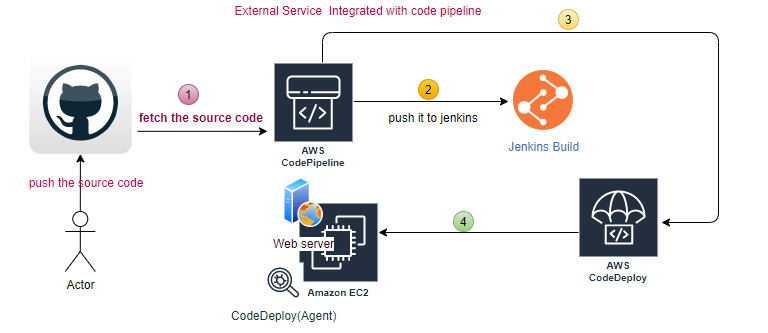 External Service Integrated with code pipeline
3
1
2
fetch the source code
push it to jenkins
AWS
CodePipeline
Jenkins Build
push the source code
4
Web server
AWS
CodeDeploy
Actor
Amazon EC2
CodeDeploy(Agent)